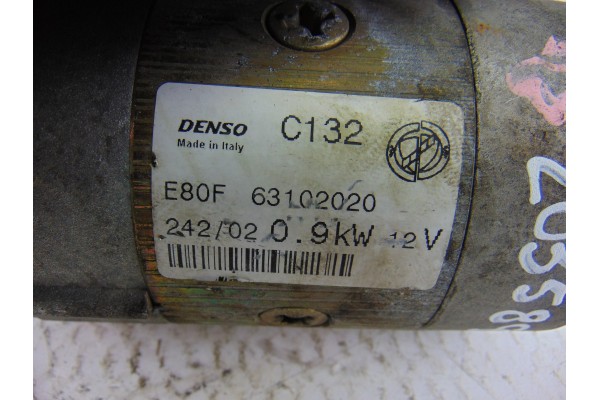 DENSO C132
Made in Italy
E80F 63102020
242/02 0.9kW 12V